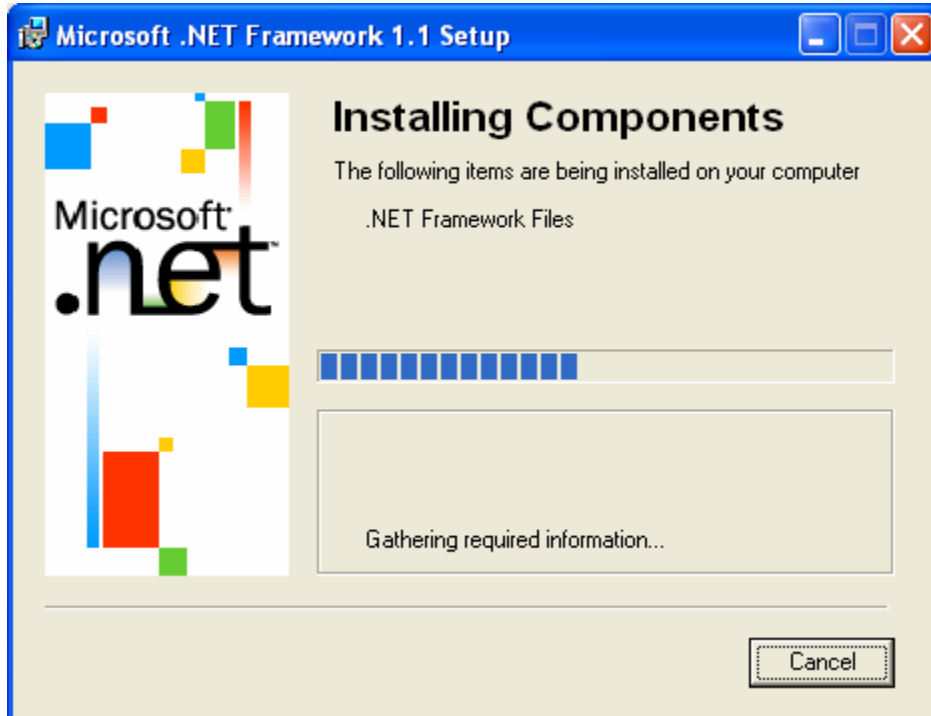 Microsoft .NET Framework 1.1 Setup
Installing Components
The following items are being installed on your computer
.NET Framework Files
Microsoft
.net™
Gathering required information...
Cancel